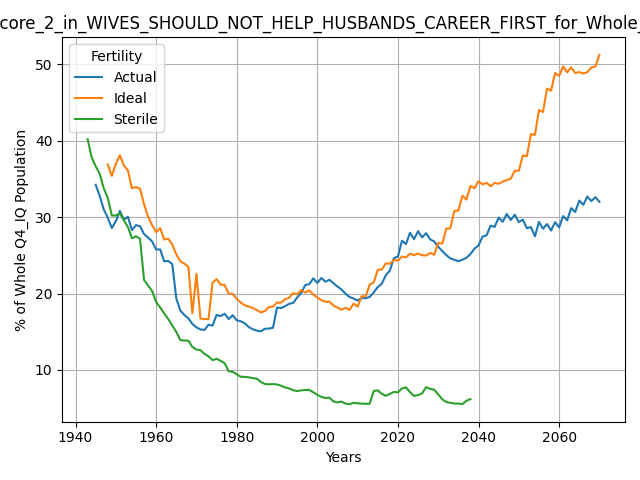 core_2_in_WIVES_SHOULD_NOT_HELP_HUSBANDS_CAREER_FIRST_for_Whole_
Fertility
Actual
Ideal
Sterile
% of Whole Q4_IQ Population
50
40
30
20
10
1940 1960 1980 2000 2020 2040 2060
Years